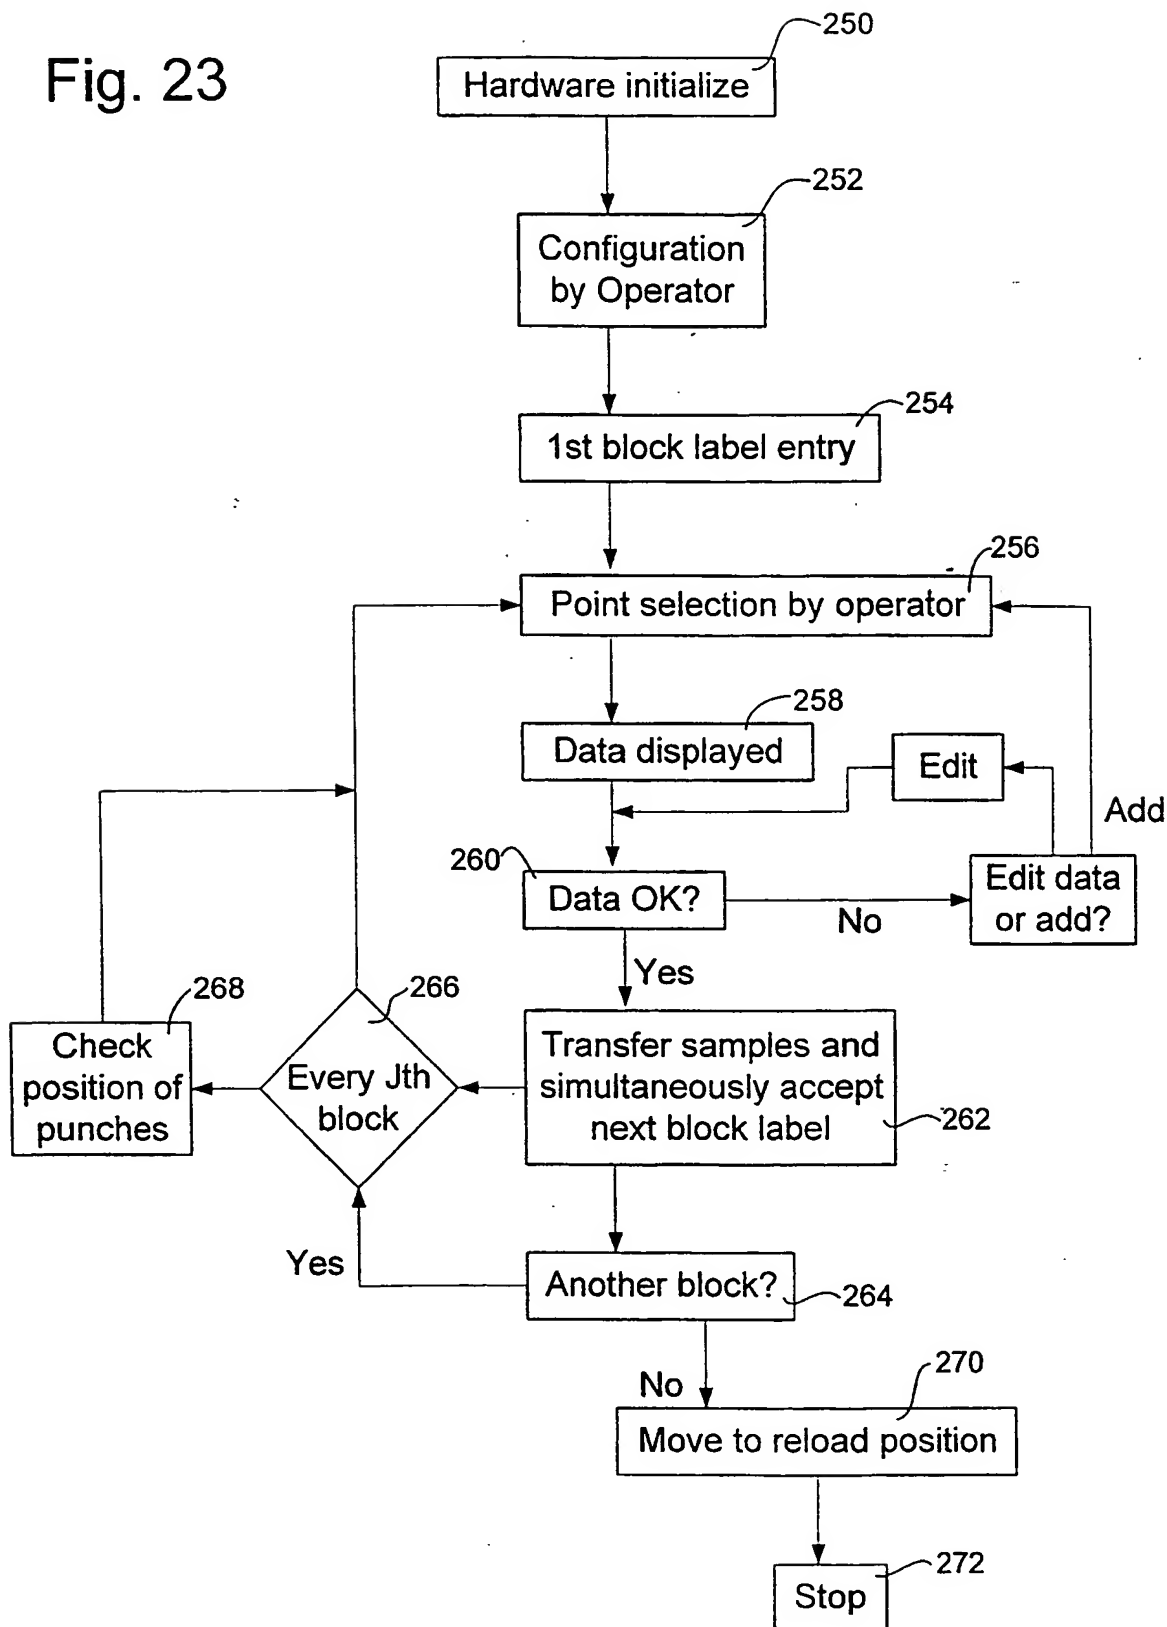 Fig. 23
250
Hardware initialize
252
Configuration
by Operator
254
1st block label entry
256
Point selection by operator
258
Data displayed
Edit
Add
260
Data OK?
No
Edit data
or add?
Yes
268
266
Check
position of
punches
Every Jth
block
Transfer samples and
simultaneously accept
next block label
262
Yes
Another block?
264
No
270
Move to reload position
272
Stop